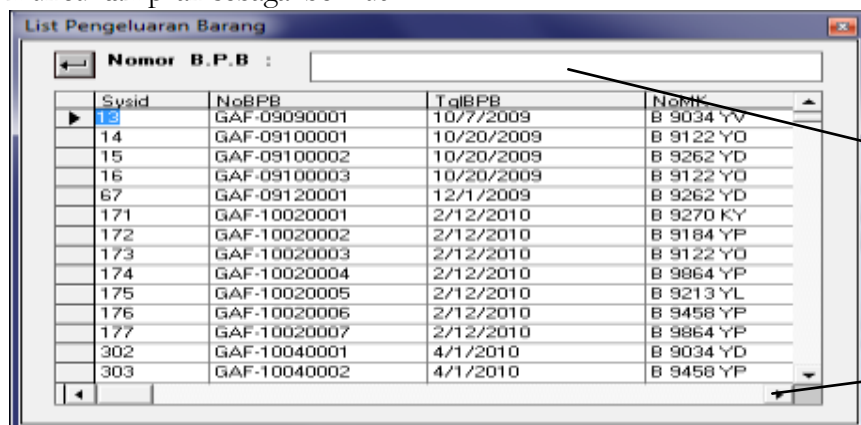 List Pengeluaran Barang
Nomor B.P.B :
Sysid NoBPB TglBPB NoMK
13 GAF-09090001 10/7/2009 B 9034 YV
14 GAF-09100001 10/20/2009 B 9122 YO
15 GAF-09100002 10/20/2009 B 9262 YD
16 GAF-09100003 10/20/2009 B 9122 YO
67 GAF-09120001 12/1/2009 B 9262 YD
171 GAF-10020001 2/12/2010 B 9270 KY
172 GAF-10020002 2/12/2010 B 9184 YP
173 GAF-10020003 2/12/2010 B 9122 YO
174 GAF-10020004 2/12/2010 B 9864 YP
175 GAF-10020005 2/12/2010 B 9213 YL
176 GAF-10020006 2/12/2010 B 9458 YP
177 GAF-10020007 2/12/2010 B 9864 YP
302 GAF-10040001 4/1/2010 B 9034 YD
303 GAF-10040002 4/1/2010 B 9458 YP